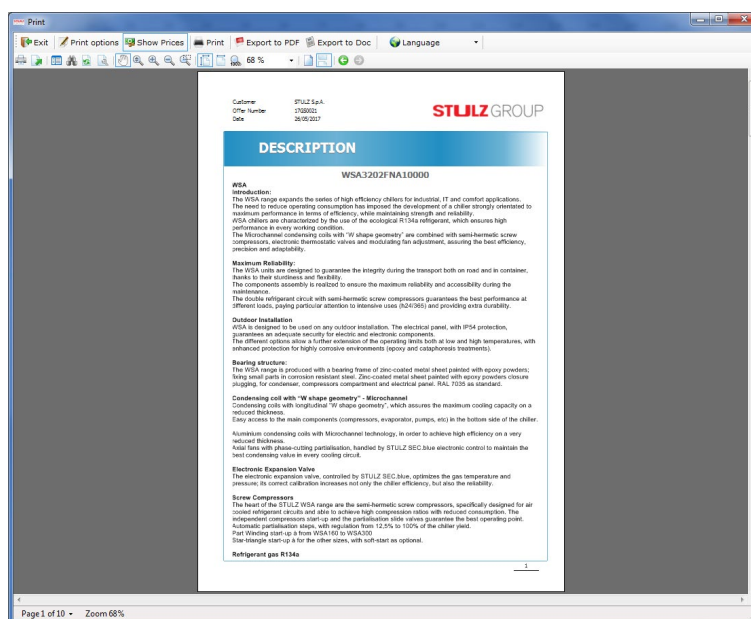 Print
Exit Print options Show Prices Print Export to PDF Export to Doc Language
68 %
Customer STULZ S.p.A.
Offer Number 17G50021
Date 26/05/2017
STULZ GROUP
DESCRIPTION
WSA3202FNA10000
WSA
Introduction:
The WSA range expands the series of high efficiency chillers for industrial, IT and comfort applications.
The need to reduce operating consumption has imposed the development of a chiller strongly orientated to
maximum performance in terms of efficiency, while maintaining strength and reliability.
WSA chillers are characterized by the use of the ecological R134a refrigerant, which ensures high
performance in every working condition.
The Microchannel condensing coils with "W shape geometry" are combined with semi-hermetic screw
compressors, electronic thermostatic valves and modulating fan adjustment, assuring the best efficiency,
precision and adaptability.
Maximum Reliability:
The WSA units are designed to guarantee the integrity during the transport both on road and in container,
thanks to their sturdiness and flexibility.
The components assembly is realized to ensure the maximum reliability and accessibility during the
maintenance.
The double refrigerant circuit with semi-hermetic screw compressors guarantees the best performance at
different loads, paying particular attention to intensive uses (h24/365) and providing extra durability.
Outdoor Installation
WSA is designed to be used on any outdoor installation. The electrical panel, with IP54 protection,
guarantees an adequate security for electric and electronic components.
The different options allow a further extension of the operating limits both at low and high temperatures, with
enhanced protection for highly corrosive environments (epoxy and cataphoresis treatments).
Bearing structure:
The WSA range is produced with a bearing frame of zinc-coated metal sheet painted with epoxy powders;
fixing small parts in corrosion resistant steel. Zinc-coated metal sheet painted with epoxy powders closure
plugging, for condenser, compressors compartment and electrical panel. RAL 7035 as standard.
Condensing coil with "W shape geometry" - Microchannel
Condensing coils with longitudinal "W shape geometry", which assures the maximum cooling capacity on a
reduced thickness.
Easy access to the main components (compressors, evaporator, pumps, etc) in the bottom side of the chiller.
Aluminium condensing coils with Microchannel technology, in order to achieve high efficiency on a very
reduced thickness.
Axial fans with phase-cutting partialisation, handled by STULZ SEC.blue electronic control to maintain the
best condensing value in every cooling circuit.
Electronic Expansion Valve
The electronic expansion valve, controlled by STULZ SEC.blue, optimizes the gas temperature and
pressure; its correct calibration increases not only the chiller efficiency, but also the reliability.
Screw Compressors
The heart of the STULZ WSA range are the semi-hermetic screw compressors, specifically designed for air
cooled refrigerant circuits and able to achieve high compression ratios with reduced consumption. The
independent compressors start-up and the partialisation slide valves guarantee the best operating point.
Automatic partialisation steps, with regulation from 12,5% to 100% of the chiller yield.
Part Winding start-up à from WSA160 to WSA300
Star-triangle start-up à for the other sizes, with soft-start as optional.
Refrigerant gas R134a
1
Page 1 of 10 Zoom 68%